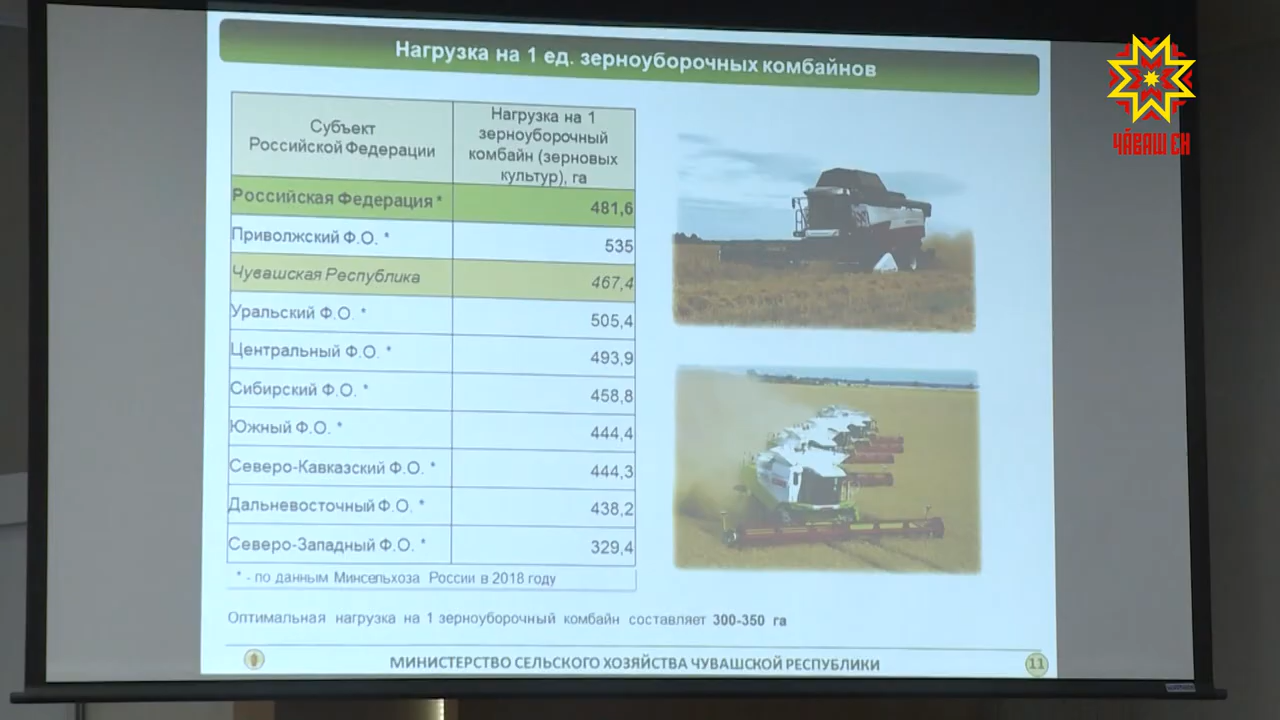 Нагрузка на 1 ед. зерноуборочных комбайнов
ЧӐВАШ ЕН
Субъект
Российской Федерации
Нагрузка на 1
зерноуборочный
комбайн (зерновых
культур), га
Российская Федерация * 481,6
Приволжский Ф.О. * 535
Чувашская Республика 467,4
Уральский Ф.О. * 505,4
Центральный Ф.О. * 493,9
Сибирский Ф.О. * 458,8
Южный Ф.О. * 444,4
Северо-Кавказский Ф.О. * 444,3
Дальневосточный Ф.О. * 438,2
Северо-Западный Ф.О. * 329,4
* - по данным Минсельхоза России в 2018 году
Оптимальная нагрузка на 1 зерноуборочный комбайн составляет 300-350 га
МИНИСТЕРСТВО СЕЛЬСКОГО ХОЗЯЙСТВА ЧУВАШСКОЙ РЕСПУБЛИКИ
11